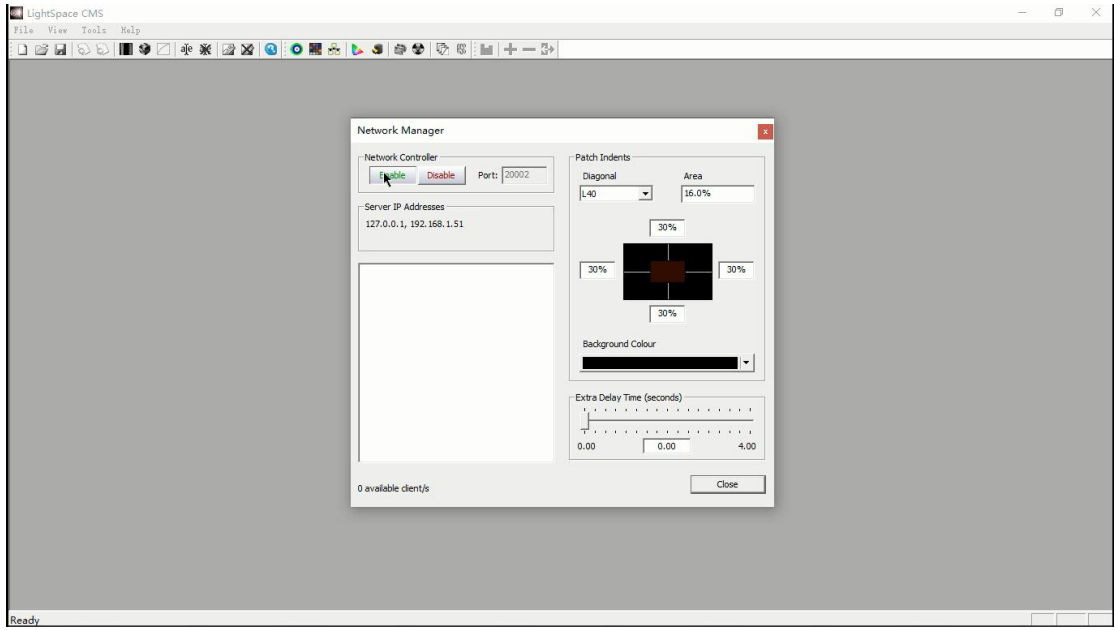 LightSpace CMS
File View Tools Help
Network Manager
Network Controller
Enable Disable Port: 20002
Server IP Addresses
127.0.0.1, 192.168.1.51
0 available client/s
Patch Indents
Diagonal Area
L40 16.0%
30%
30% 30%
30%
Background Colour
Extra Delay Time (seconds)
0.00 0.00 4.00
Close
Ready